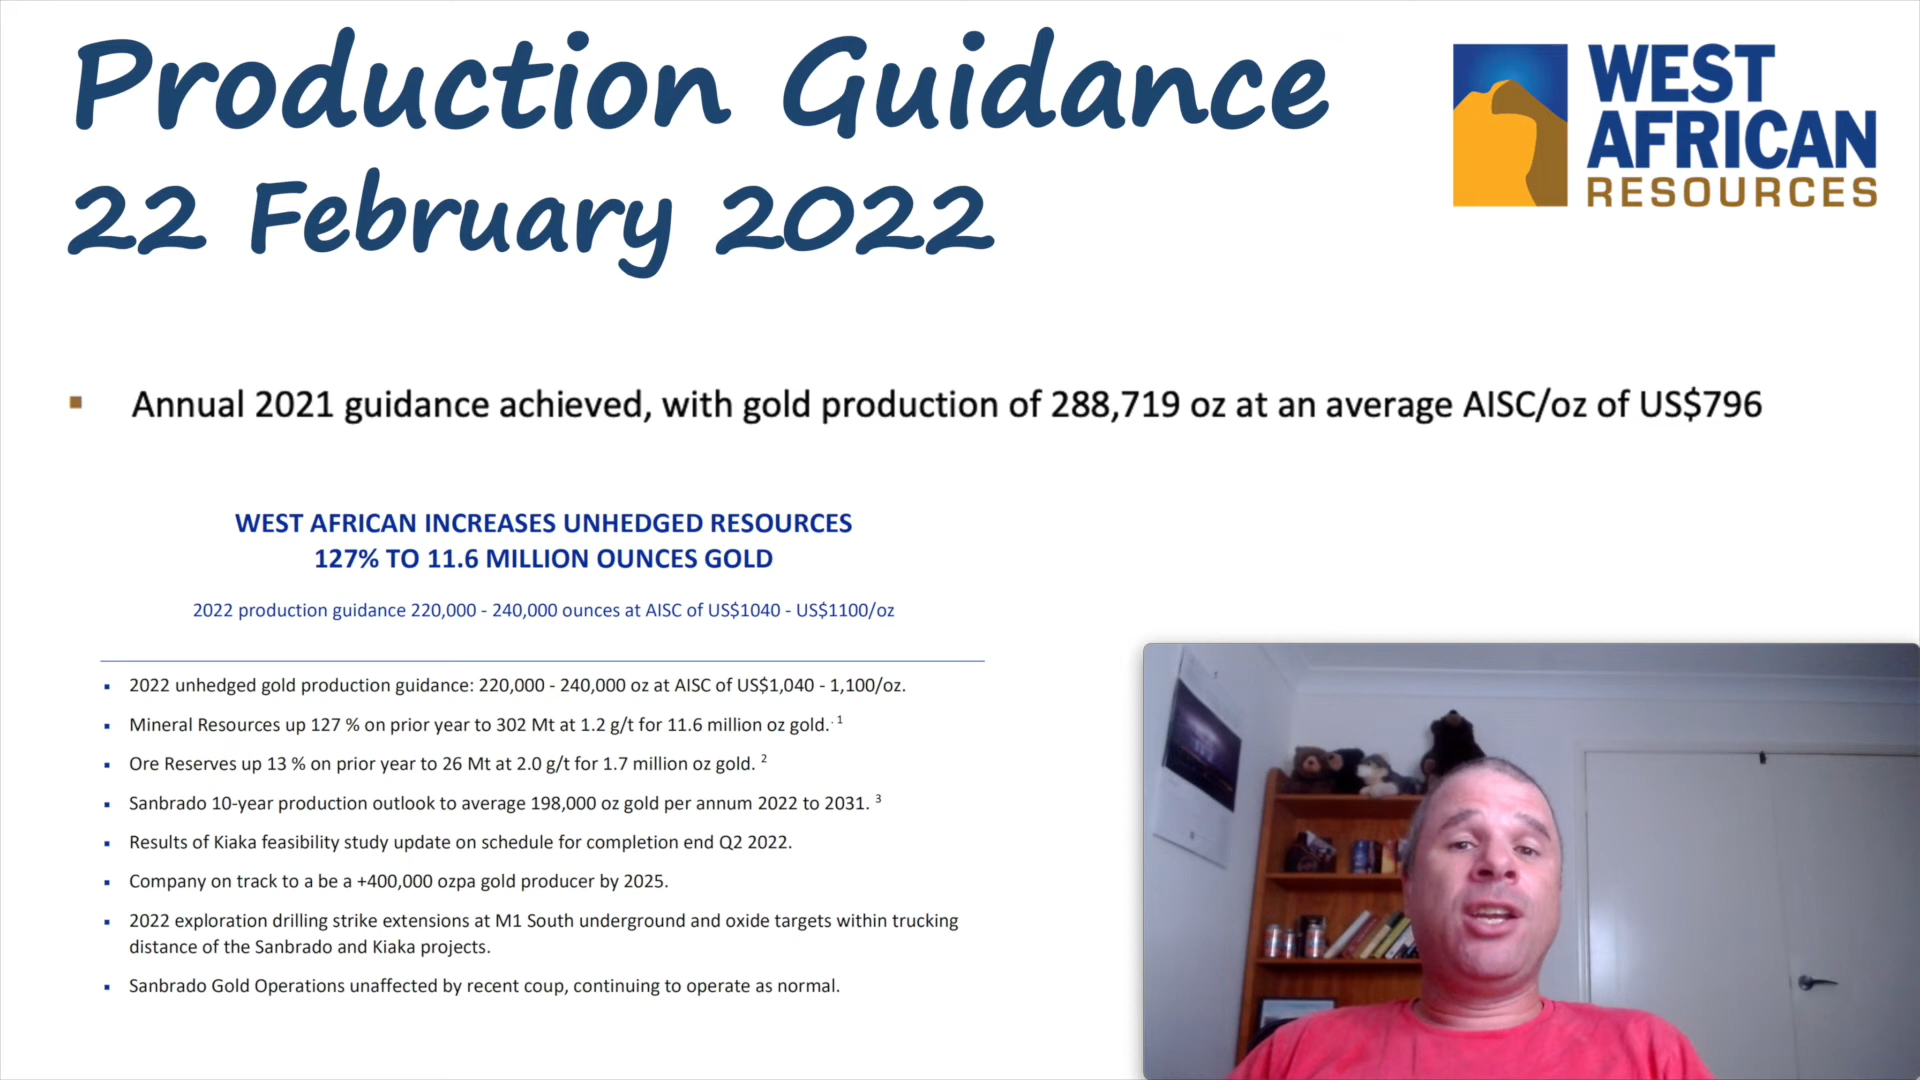 Production Guidance
22 February 2022
WEST
AFRICAN
RESOURCES
▪ Annual 2021 guidance achieved, with gold production of 288,719 oz at an average AISC/oz of US$796
WEST AFRICAN INCREASES UNHEDGED RESOURCES
127% TO 11.6 MILLION OUNCES GOLD
2022 production guidance 220,000 - 240,000 ounces at AISC of US$1040 - US$1100/oz
▪ 2022 unhedged gold production guidance: 220,000 - 240,000 oz at AISC of US$1,040 - 1,100/oz.
▪ Mineral Resources up 127 % on prior year to 302 Mt at 1.2 g/t for 11.6 million oz gold. 1
▪ Ore Reserves up 13 % on prior year to 26 Mt at 2.0 g/t for 1.7 million oz gold. 2
▪ Sanbrado 10-year production outlook to average 198,000 oz gold per annum 2022 to 2031. 3
▪ Results of Kiaka feasibility study update on schedule for completion end Q2 2022.
▪ Company on track to a be a +400,000 ozpa gold producer by 2025.
▪ 2022 exploration drilling strike extensions at M1 South underground and oxide targets within trucking
distance of the Sanbrado and Kiaka projects.
▪ Sanbrado Gold Operations unaffected by recent coup, continuing to operate as normal.